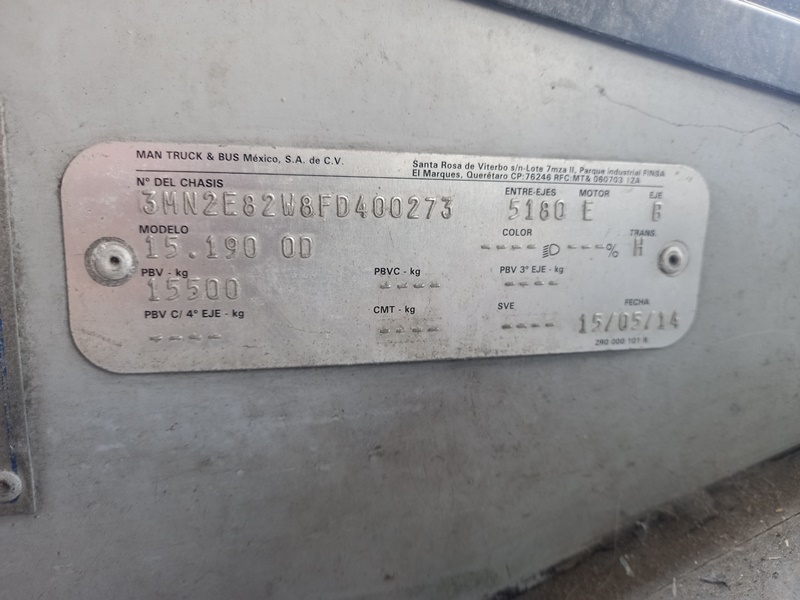 MAN TRUCK & BUS México, S.A. de C.V.
Santa Rosa de Viterbo s/n-Lote 7mza II, Parque industrial FINSA
El Marques, Querétaro CP:76246 RFC:MT& 060703 12A
Nº DEL CHASIS ENTRE-EJES MOTOR EJE
3MN2E82W8FD400273 5180 E B
MODELO COLOR TRANS.
15.190 OD ---- ---% H
PBV - kg PBVC - kg PBV 3º EJE - kg
15500 ---- ----
PBV C/ 4º EJE - kg CMT - kg SVE FECHA
---- ---- ---- 15/05/14
2R0 000 101 R